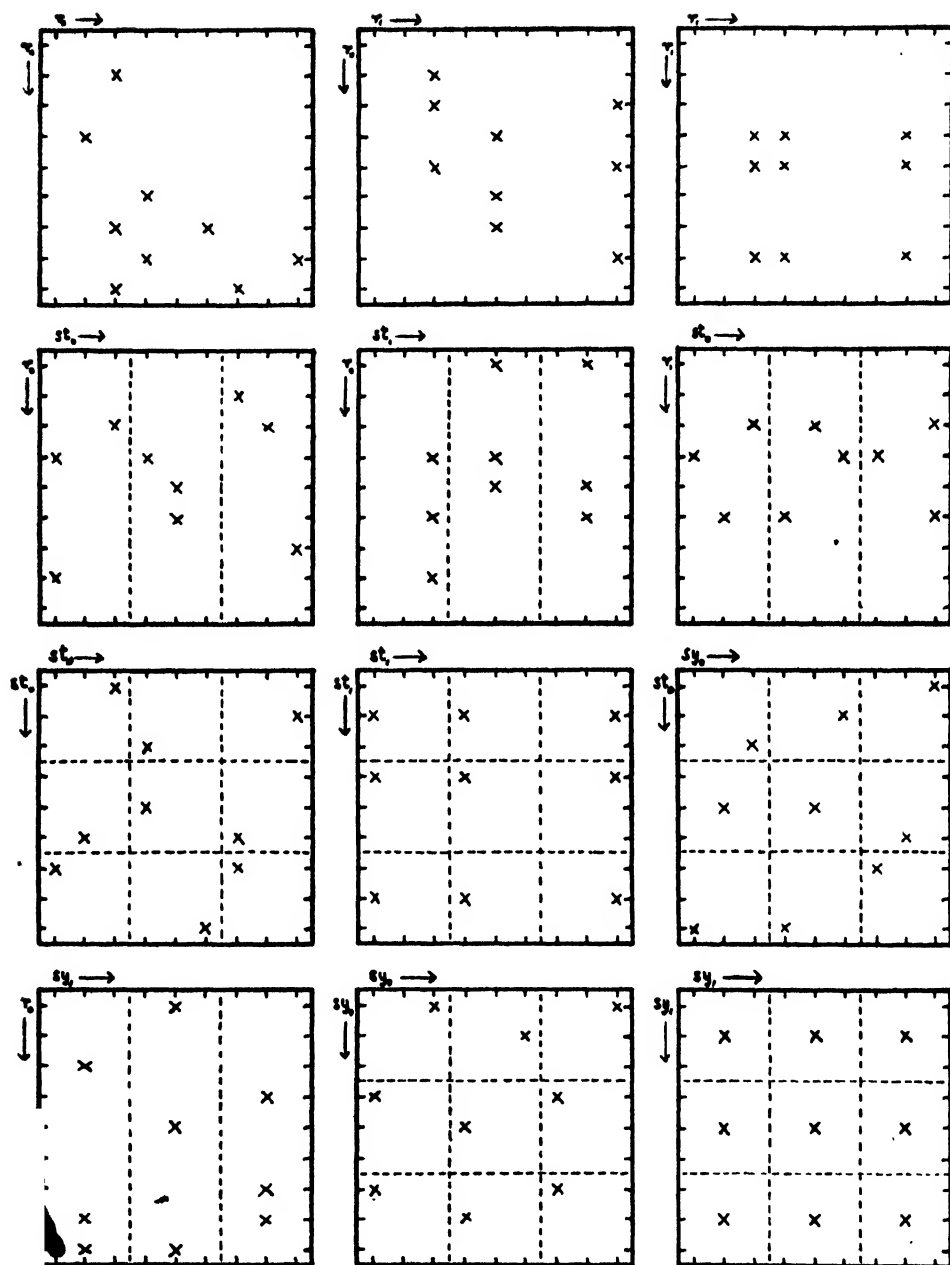 r₀ → r₁ → r₁ →
r₀ r₀ r₁
st₀ → st₁ → st₀ →
r₀ r₀ r₁
st₀ → st₁ → sy₀ →
st₀ st₁ st₀
sy₁ → sy₀ → sy₁ →
r₀ sy₀ sy₁